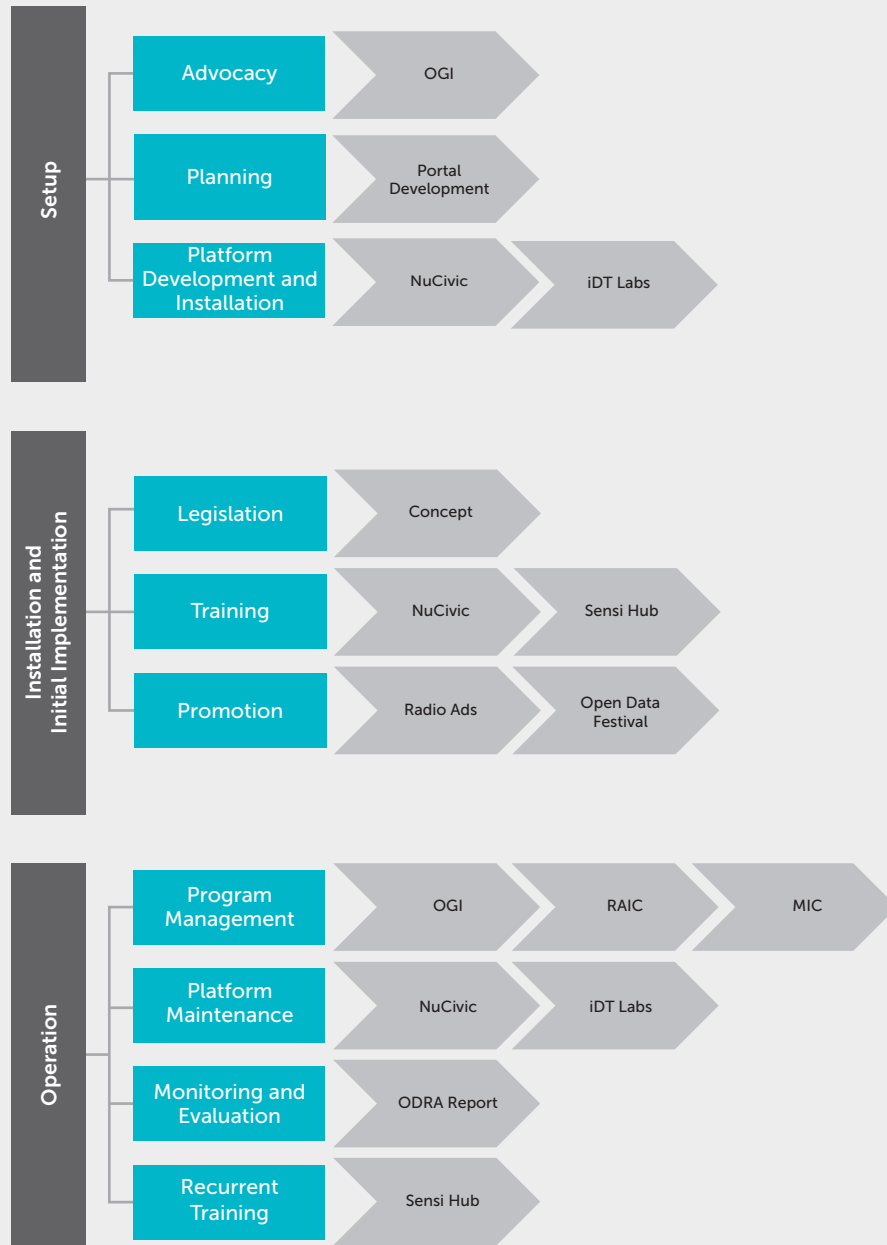 Setup
Advocacy
OGI
Planning
Portal
Development
Platform
Development and
Installation
NuCivic
iDT Labs
Installation and
Initial Implementation
Legislation
Concept
Training
NuCivic
Sensi Hub
Promotion
Radio Ads
Open Data
Festival
Operation
Program
Management
OGI
RAIC
MIC
Platform
Maintenance
NuCivic
iDT Labs
Monitoring and
Evaluation
ODRA Report
Recurrent
Training
Sensi Hub